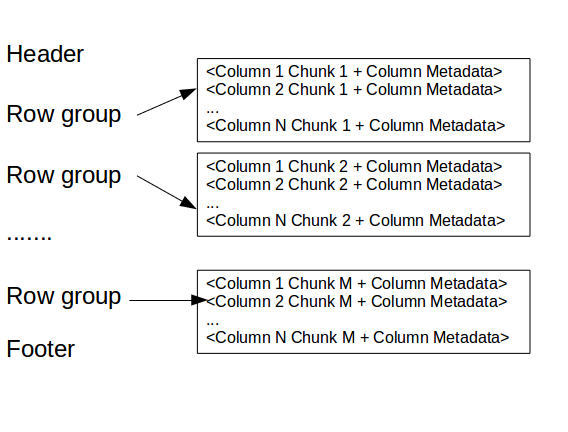 Header
Row group
<Column 1 Chunk 1 + Column Metadata>
<Column 2 Chunk 1 + Column Metadata>
...
<Column N Chunk 1 + Column Metadata>
Row group
<Column 1 Chunk 2 + Column Metadata>
<Column 2 Chunk 2 + Column Metadata>
...
<Column N Chunk 2 + Column Metadata>
.......
Row group
<Column 1 Chunk M + Column Metadata>
<Column 2 Chunk M + Column Metadata>
...
<Column N Chunk M + Column Metadata>
Footer